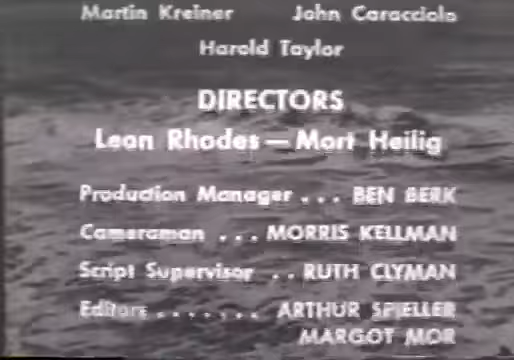 Martin Kreiner John Caracciolo
Harold Taylor
DIRECTORS
Leon Rhodes — Mort Heilig
Production Manager ... BEN BERK
Cameraman ... MORRIS KELLMAN
Script Supervisor .. RUTH CLYMAN
Editors ....... ARTHUR SPIELLER
MARGOT MOR